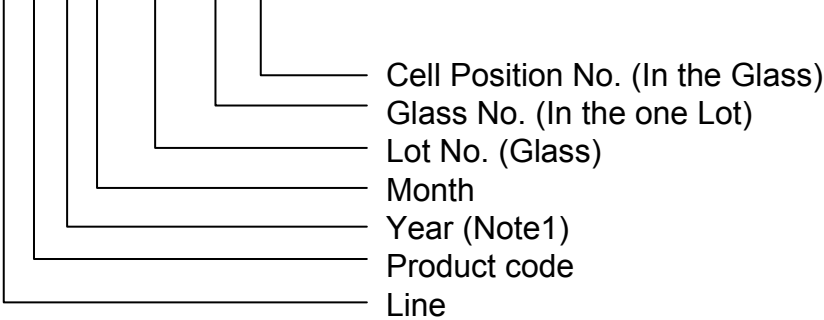 Cell Position No. (In the Glass)
Glass No. (In the one Lot)
Lot No. (Glass)
Month
Year (Note1)
Product code
Line